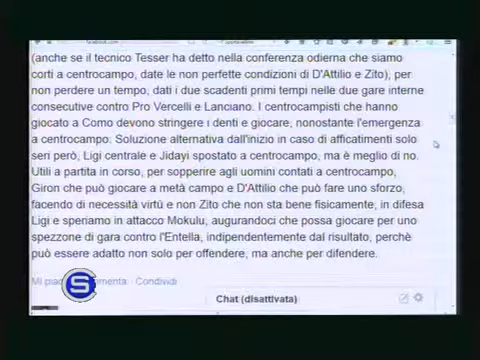 facebook.com
(anche se il tecnico Tesser ha detto nella conferenza odierna che siamo
corti a centrocampo, date le non perfette condizioni di D'Attilio e Zito), per
non perdere un tempo, dati i due scadenti primi tempi nelle due gare interne
consecutive contro Pro Vercelli e Lanciano. I centrocampisti che hanno
giocato a Como devono stringere i denti e giocare, nonostante l'emergenza
a centrocampo. Soluzione alternativa dall'inizio in caso di afficatimenti solo
seri però, Ligi centrale e Jidayi spostato a centrocampo, ma è meglio di no.
Utili a partita in corso, per sopperire agli uomini contati a centrocampo,
Giron che può giocare a metà campo e D'Attilio che può fare uno sforzo,
facendo di necessità virtù e non Zito che non sta bene fisicamente, in difesa
Ligi e speriamo in attacco Mokulu, augurandoci che possa giocare per uno
spezzone di gara contro l'Entella, indipendentemente dal risultato, perchè
può essere adatto non solo per offendere, ma anche per difendere.
Mi S Condividi
Chat (disattivata)